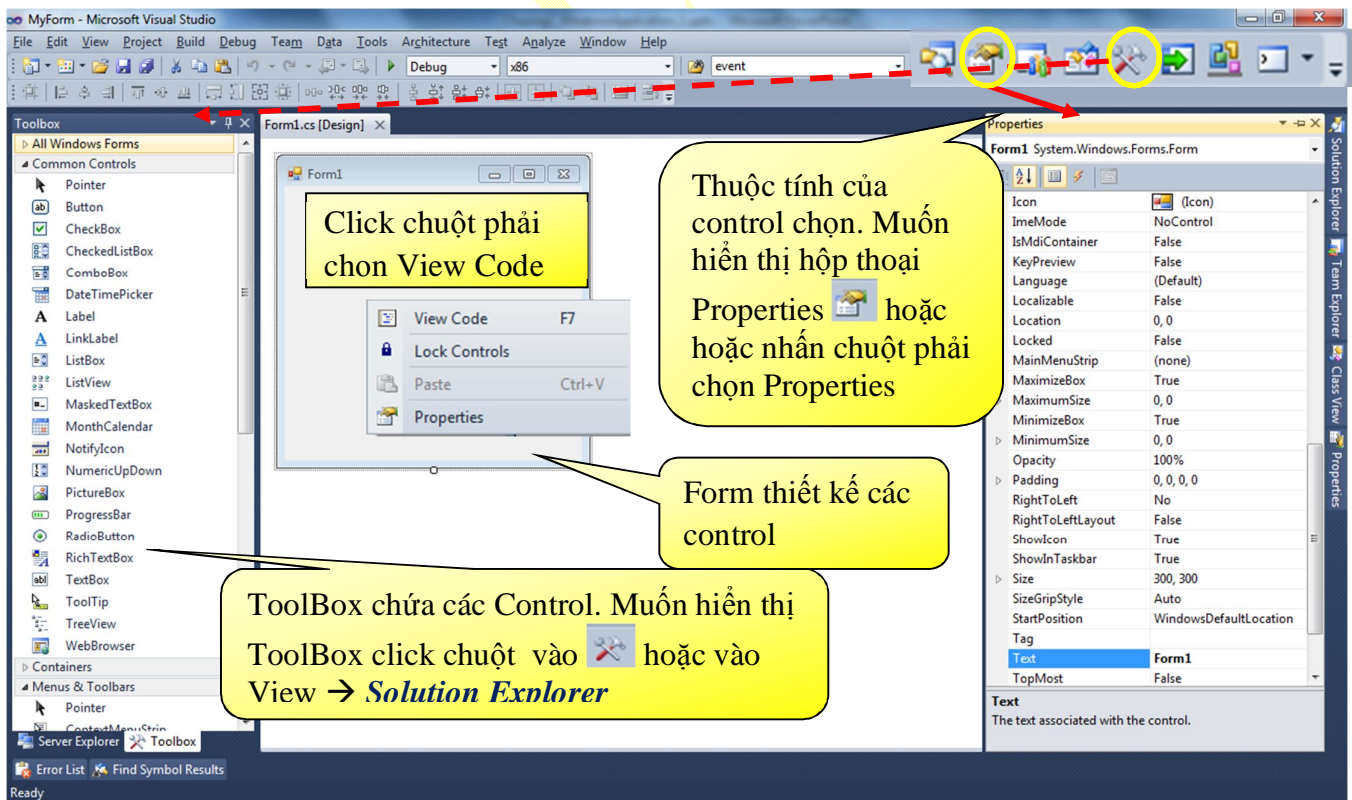 MyForm - Microsoft Visual Studio
File Edit View Project Build Debug Team Data Tools Architecture Test Analyze Window Help
Debug x86 event
Toolbox
All Windows Forms
Common Controls
Pointer
Button
CheckBox
CheckedListBox
ComboBox
DateTimePicker
Label
LinkLabel
ListBox
ListView
MaskedTextBox
MonthCalendar
NotifyIcon
NumericUpDown
PictureBox
ProgressBar
RadioButton
RichTextBox
TextBox
ToolTip
TreeView
WebBrowser
Containers
Menus & Toolbars
Pointer
ContextMenuStrip
Server Explorer Toolbox
Error List Find Symbol Results
Ready
Form1.cs [Design]
Form1
Click chuột phải
chon View Code
View Code F7
Lock Controls
Paste Ctrl+V
Properties
Thuộc tính của
control chọn. Muốn
hiển thị hộp thoại
Properties hoặc
hoặc nhấn chuột phải
chọn Properties
Form thiết kế các
control
ToolBox chứa các Control. Muốn hiển thị
ToolBox click chuột vào hoặc vào
View → Solution Explorer
Properties
Form1 System.Windows.Forms.Form
Icon (Icon)
ImeMode NoControl
IsMdiContainer False
KeyPreview False
Language (Default)
Localizable False
Location 0, 0
Locked False
MainMenuStrip (none)
MaximizeBox True
MaximumSize 0, 0
MinimizeBox True
MinimumSize 0, 0
Opacity 100%
Padding 0, 0, 0, 0
RightToLeft No
RightToLeftLayout False
ShowIcon True
ShowInTaskbar True
Size 300, 300
SizeGripStyle Auto
StartPosition WindowsDefaultLocation
Tag
Text Form1
TopMost False
Text
The text associated with the control.
Solution Explorer
Team Explorer
Class View
Properties